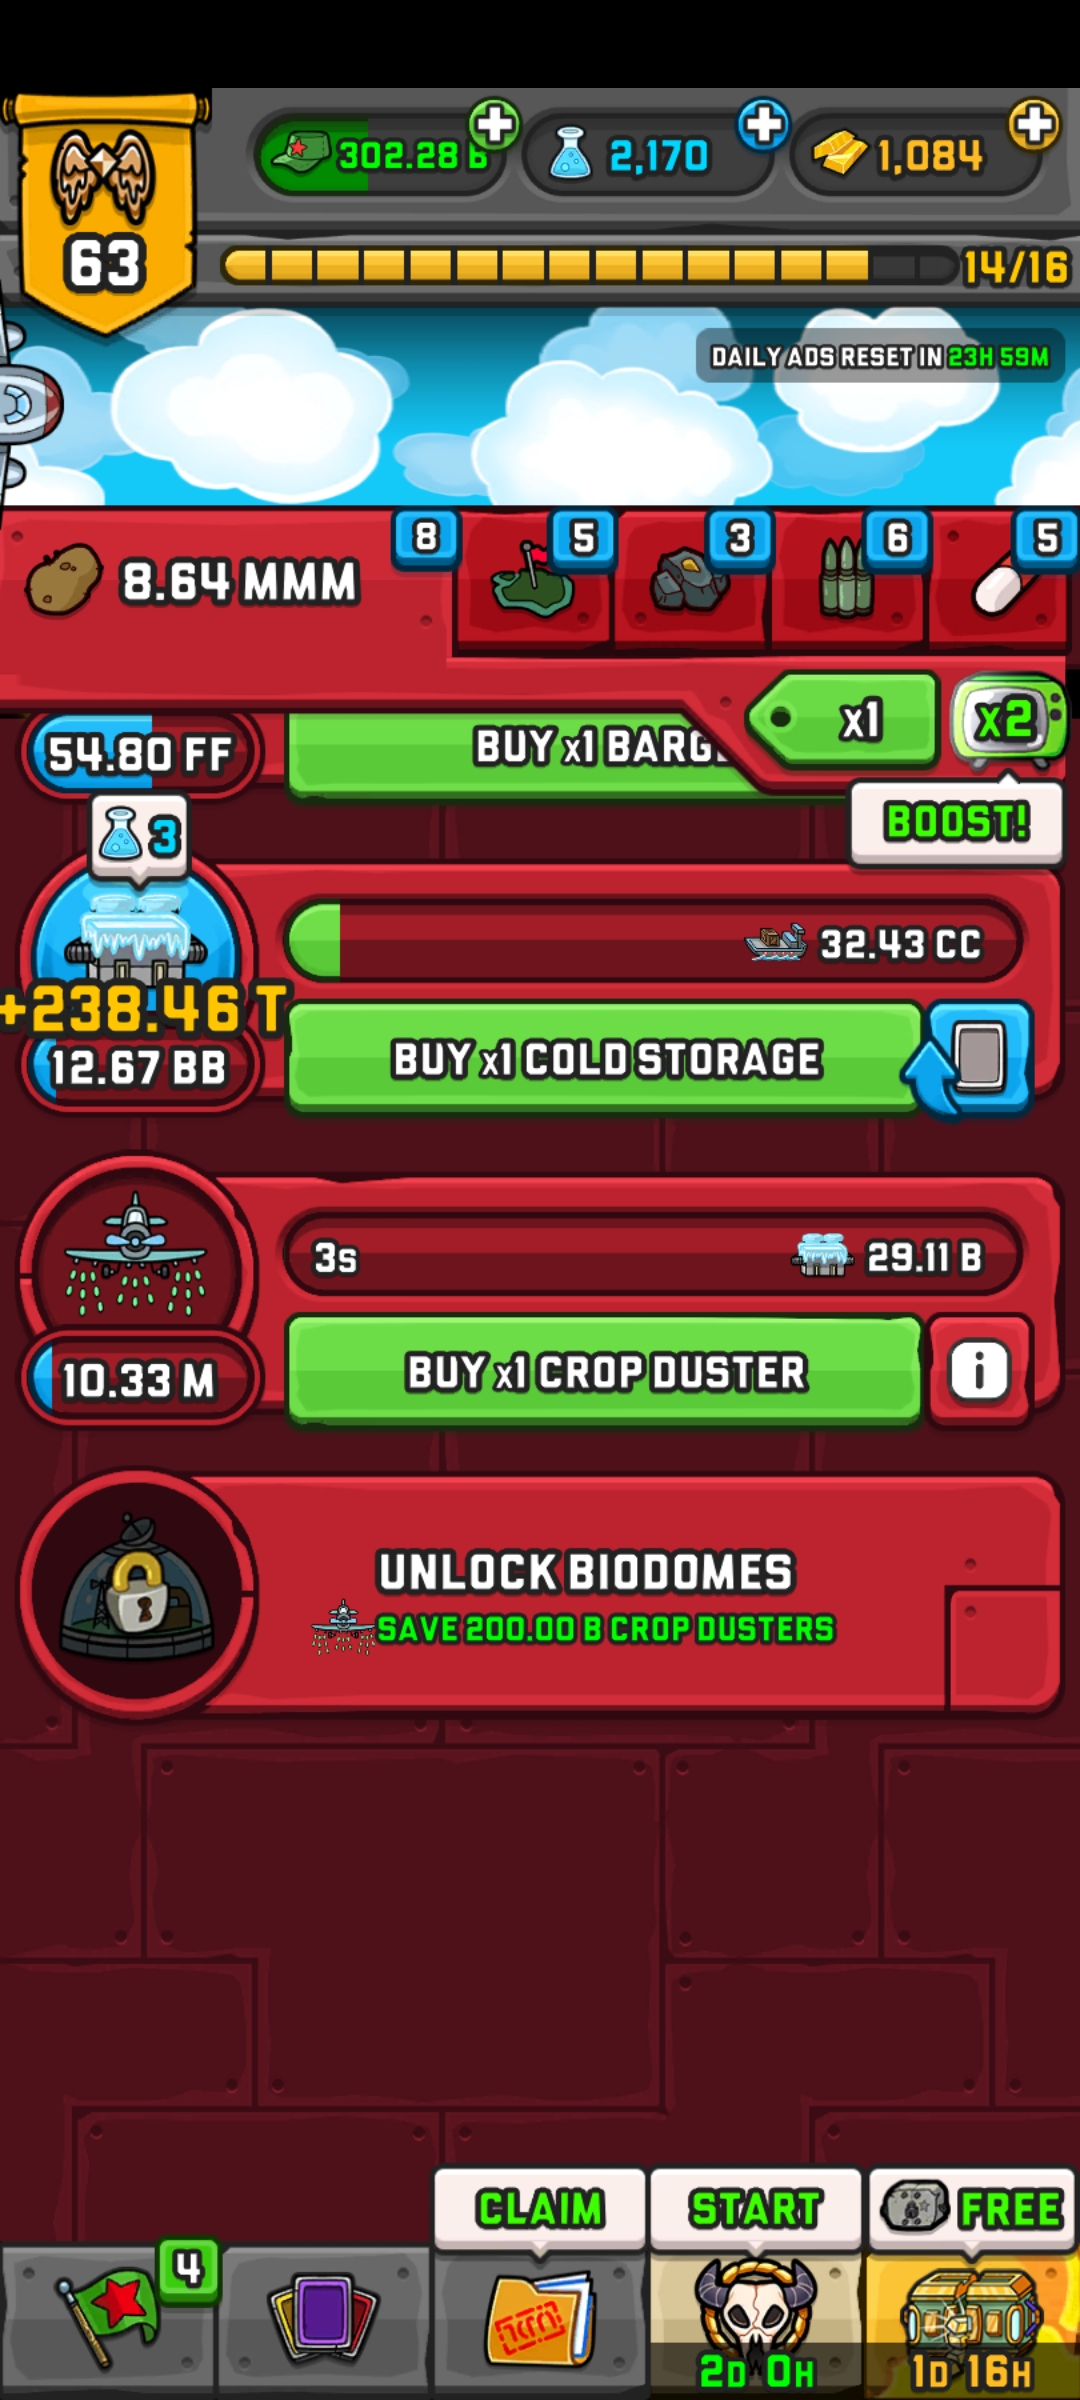 302.28 B
2,170
1,084
63
14/16
DAILY ADS RESET IN 23H 59M
8.64 MMM
8
5
3
6
5
x1
x2
54.80 FF
BUY x1 BARG
BOOST!
3
32.43 CC
+238.46 T
12.67 BB
BUY x1 COLD STORAGE
3s
29.11 B
10.33 M
BUY x1 CROP DUSTER
i
UNLOCK BIODOMES
SAVE 200.00 B CROP DUSTERS
CLAIM
START
FREE
4
2D 0H
1D 16H